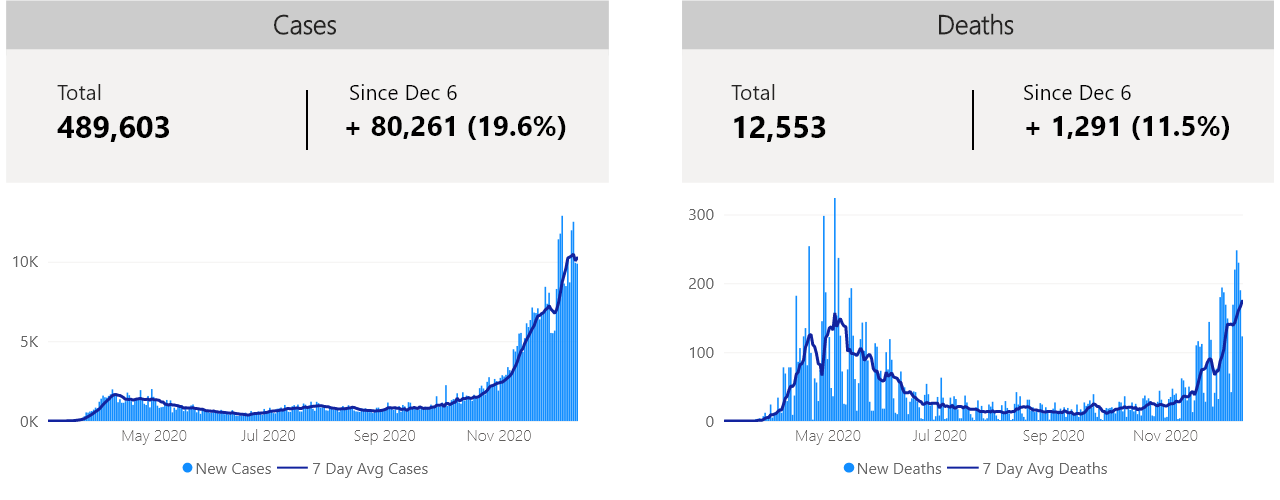 Cases
Total
489,603
Since Dec 6
+ 80,261 (19.6%)
10K
5K
0K
May 2020 Jul 2020 Sep 2020 Nov 2020
New Cases 7 Day Avg Cases
Deaths
Total
12,553
Since Dec 6
+ 1,291 (11.5%)
300
200
100
0
May 2020 Jul 2020 Sep 2020 Nov 2020
New Deaths 7 Day Avg Deaths